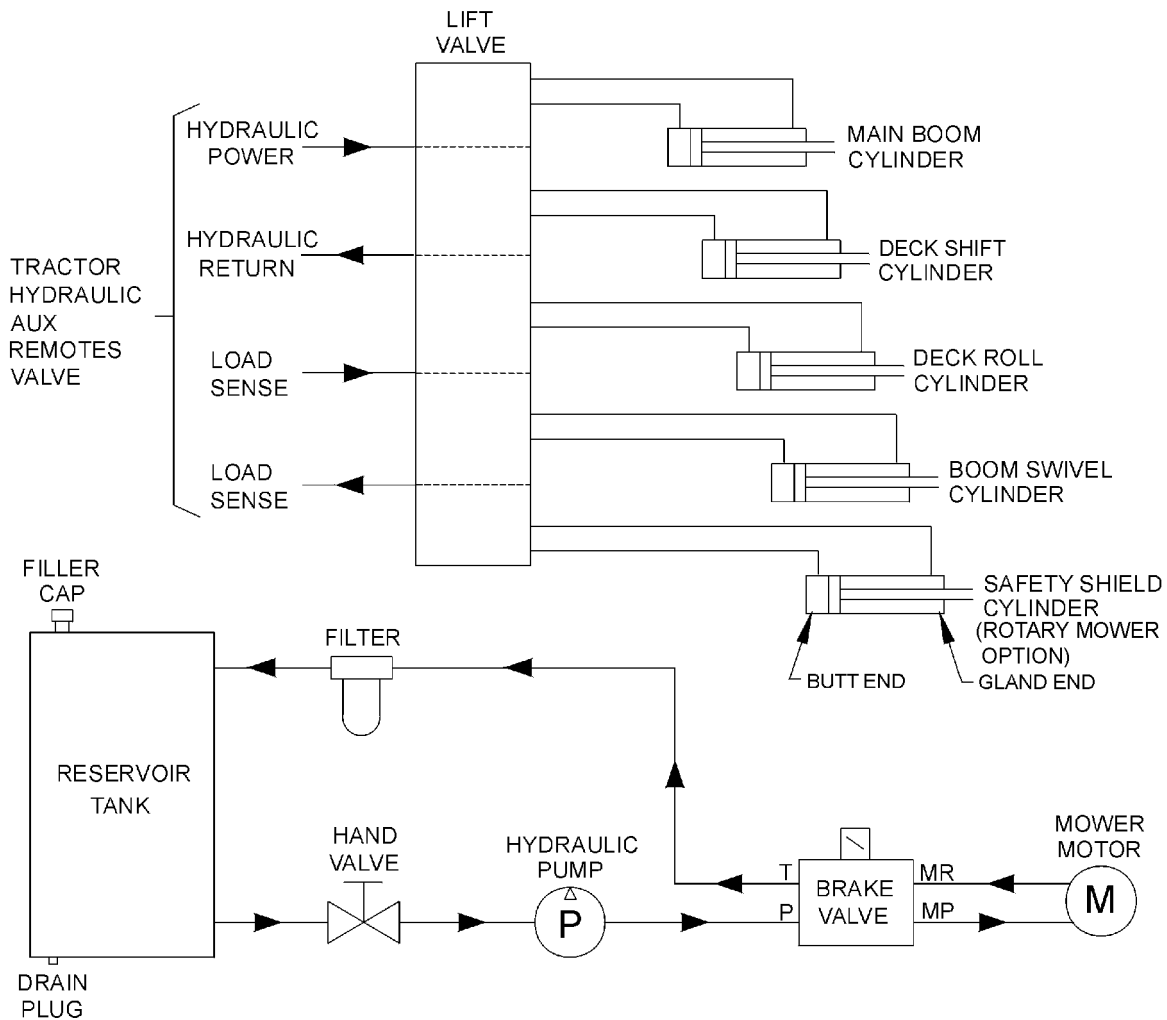 LIFT
VALVE
HYDRAULIC
POWER
HYDRAULIC
RETURN
LOAD
SENSE
LOAD
SENSE
TRACTOR
HYDRAULIC
AUX
REMOTES
VALVE
MAIN BOOM
CYLINDER
DECK SHIFT
CYLINDER
DECK ROLL
CYLINDER
BOOM SWIVEL
CYLINDER
SAFETY SHIELD
CYLINDER
(ROTARY MOWER
OPTION)
BUTT END
GLAND END
FILLER
CAP
FILTER
RESERVOIR
TANK
HAND
VALVE
HYDRAULIC
PUMP
P
T
P
BRAKE
VALVE
MR
MP
MOWER
MOTOR
M
DRAIN
PLUG